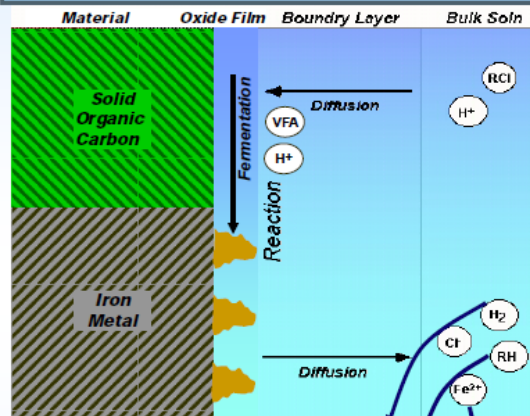 Material Oxide Film Boundry Layer Bulk Soln
Solid
Organic
Carbon
Fermentation
Diffusion
RCl
H+
VFA
H+
Reaction
Iron
Metal
H2
Cl-
RH
Diffusion
Fe2+